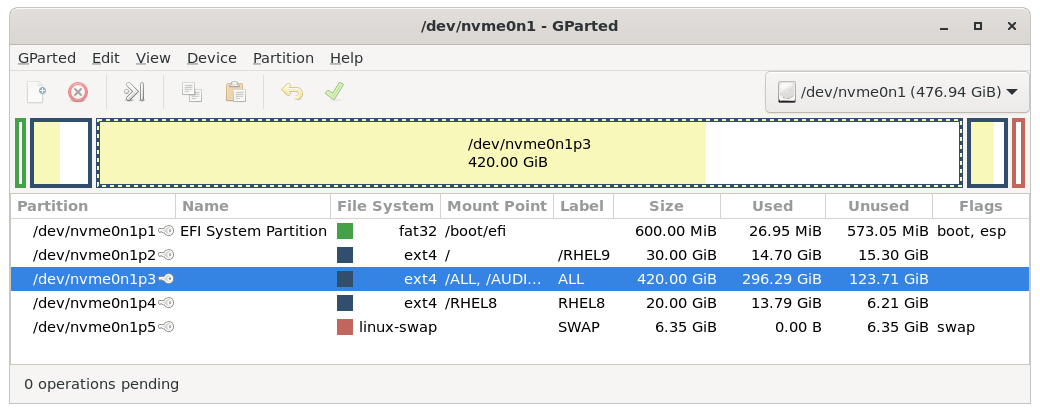 /dev/nvme0n1 - GParted
GParted Edit View Device Partition Help
/dev/nvme0n1 (476.94 GiB)
/dev/nvme0n1p3
420.00 GiB
Partition Name File System Mount Point Label Size Used Unused Flags
/dev/nvme0n1p1 EFI System Partition fat32 /boot/efi 600.00 MiB 26.95 MiB 573.05 MiB boot, esp
/dev/nvme0n1p2 ext4 / /RHEL9 30.00 GiB 14.70 GiB 15.30 GiB
/dev/nvme0n1p3 ext4 /ALL, /AUDI... ALL 420.00 GiB 296.29 GiB 123.71 GiB
/dev/nvme0n1p4 ext4 /RHEL8 RHEL8 20.00 GiB 13.79 GiB 6.21 GiB
/dev/nvme0n1p5 linux-swap SWAP 6.35 GiB 0.00 B 6.35 GiB swap
0 operations pending